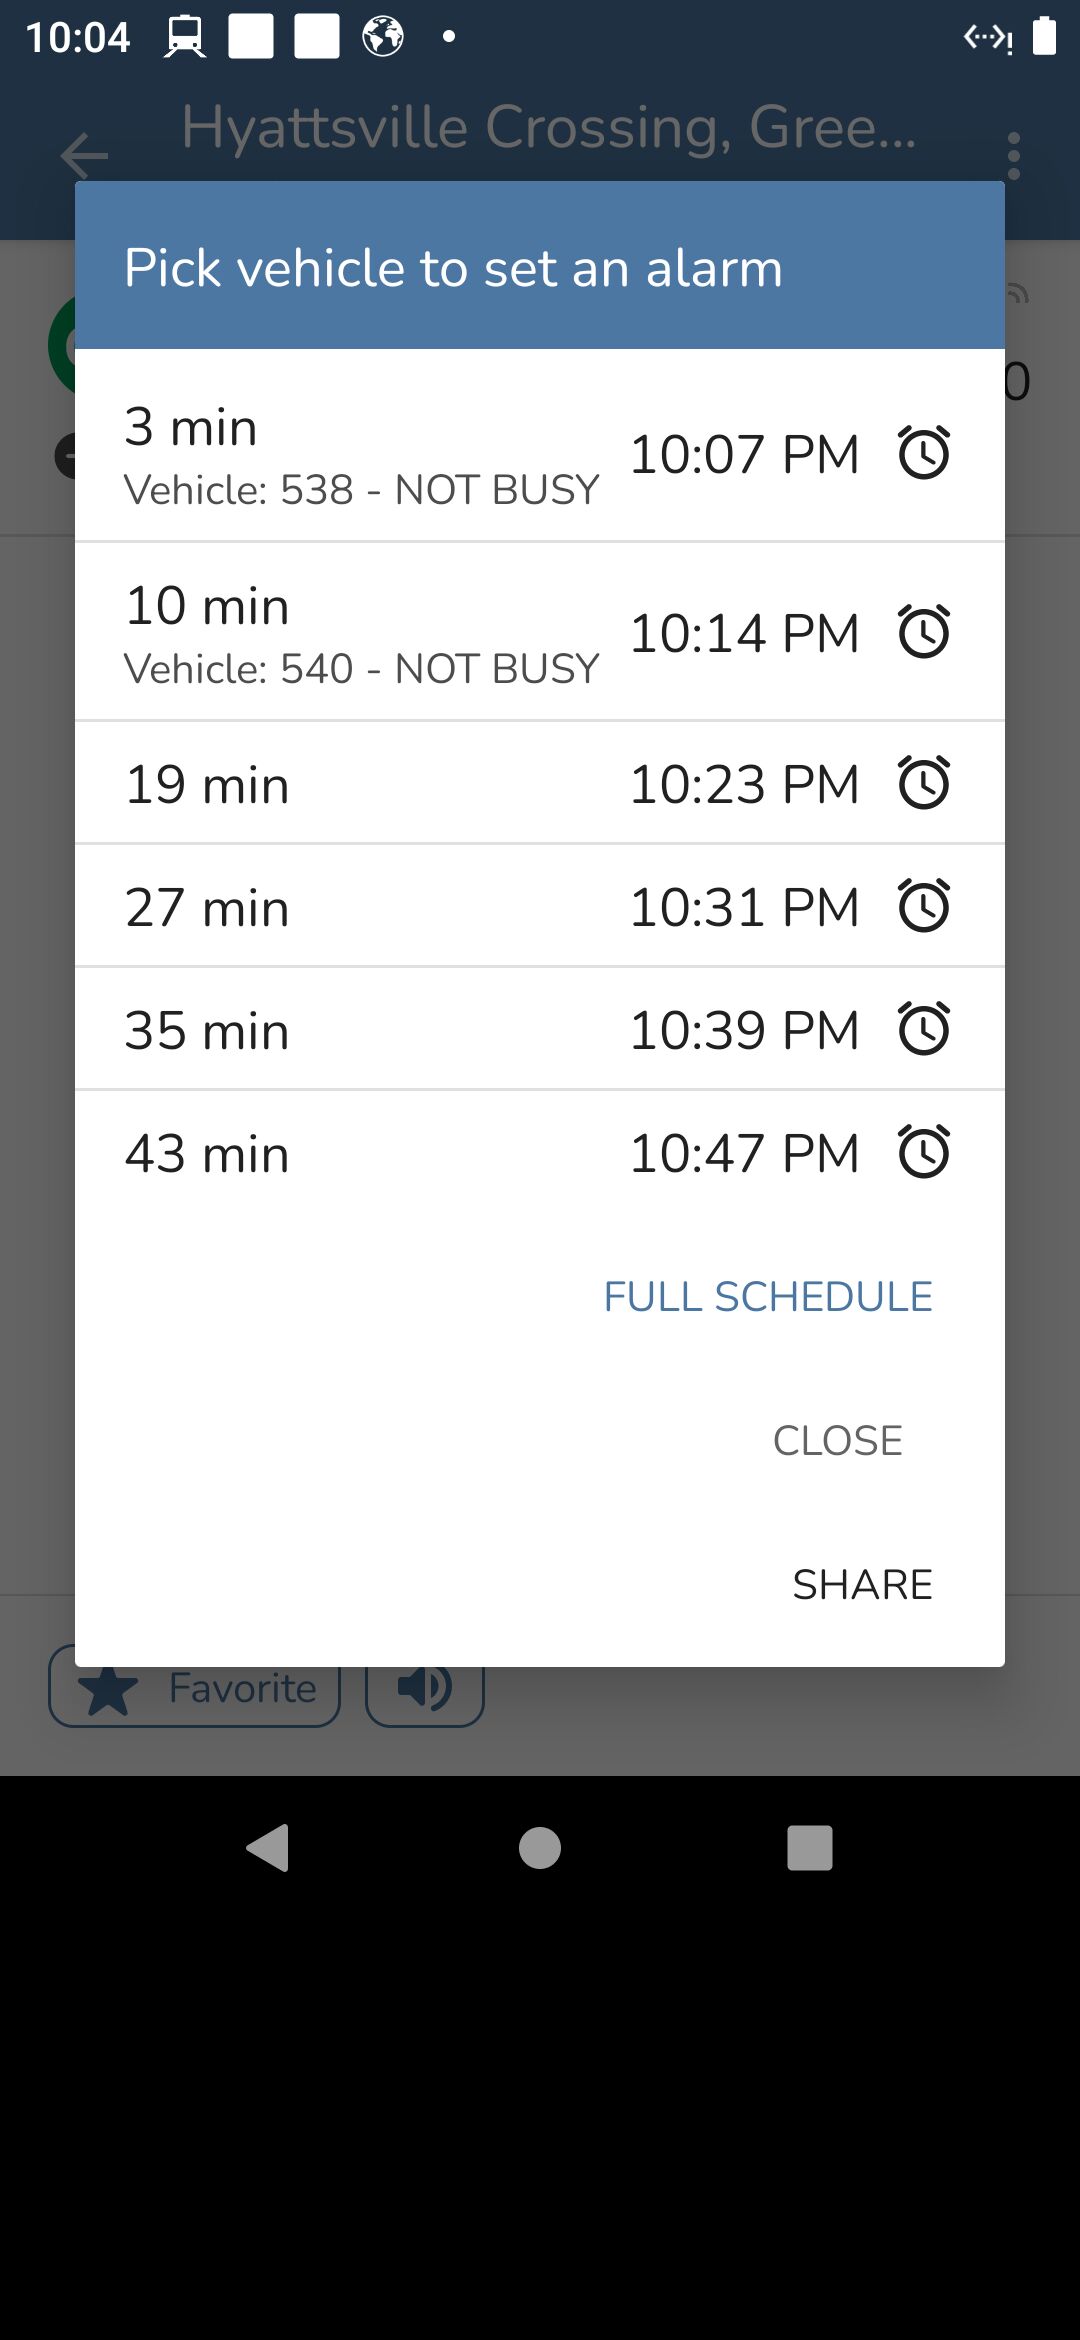 10:04
Hyattsville Crossing, Gree...
Pick vehicle to set an alarm
3 min
Vehicle: 538 - NOT BUSY
10:07 PM
10 min
Vehicle: 540 - NOT BUSY
10:14 PM
19 min
10:23 PM
27 min
10:31 PM
35 min
10:39 PM
43 min
10:47 PM
FULL SCHEDULE
CLOSE
SHARE
Favorite